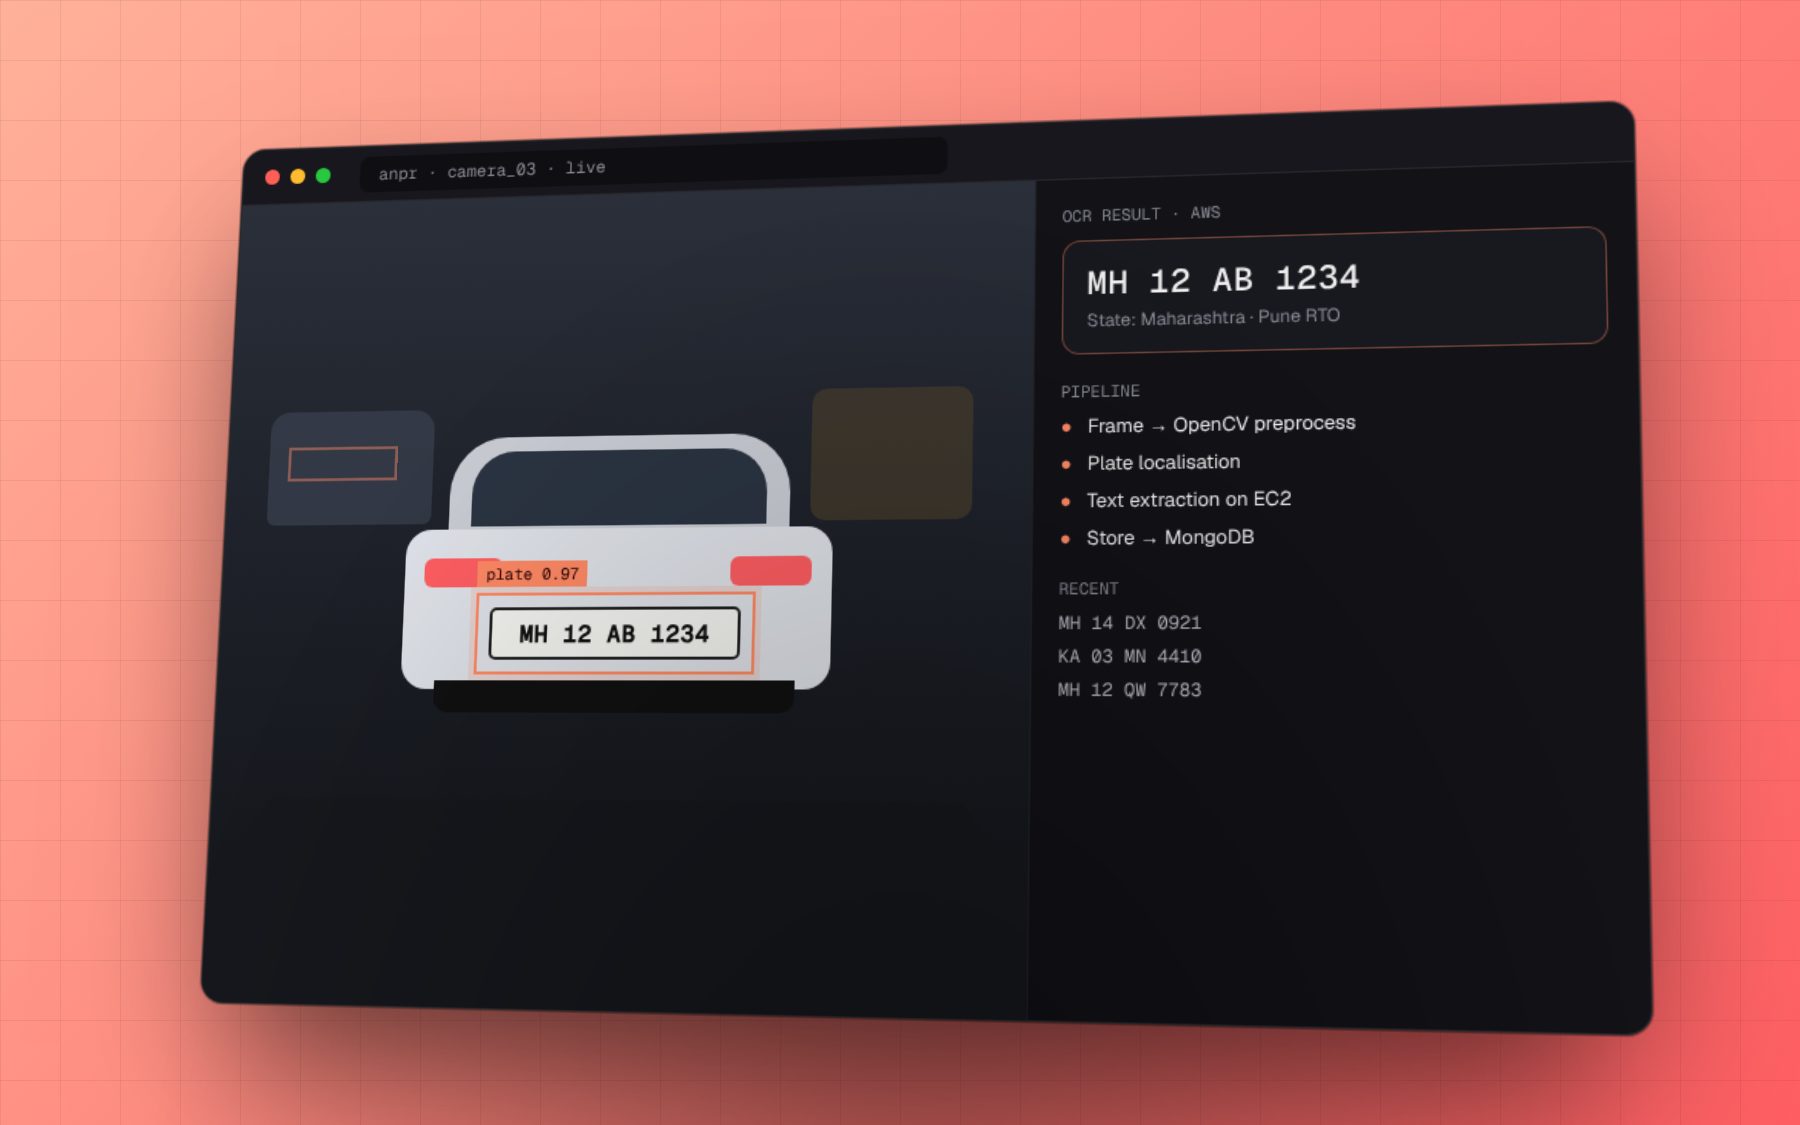 anpr · camera_03 · live
plate 0.97
MH 12 AB 1234
OCR RESULT · AWS
MH 12 AB 1234
State: Maharashtra · Pune RTO
PIPELINE
Frame → OpenCV preprocess
Plate localisation
Text extraction on EC2
Store → MongoDB
RECENT
MH 14 DX 0921
KA 03 MN 4410
MH 12 QW 7783